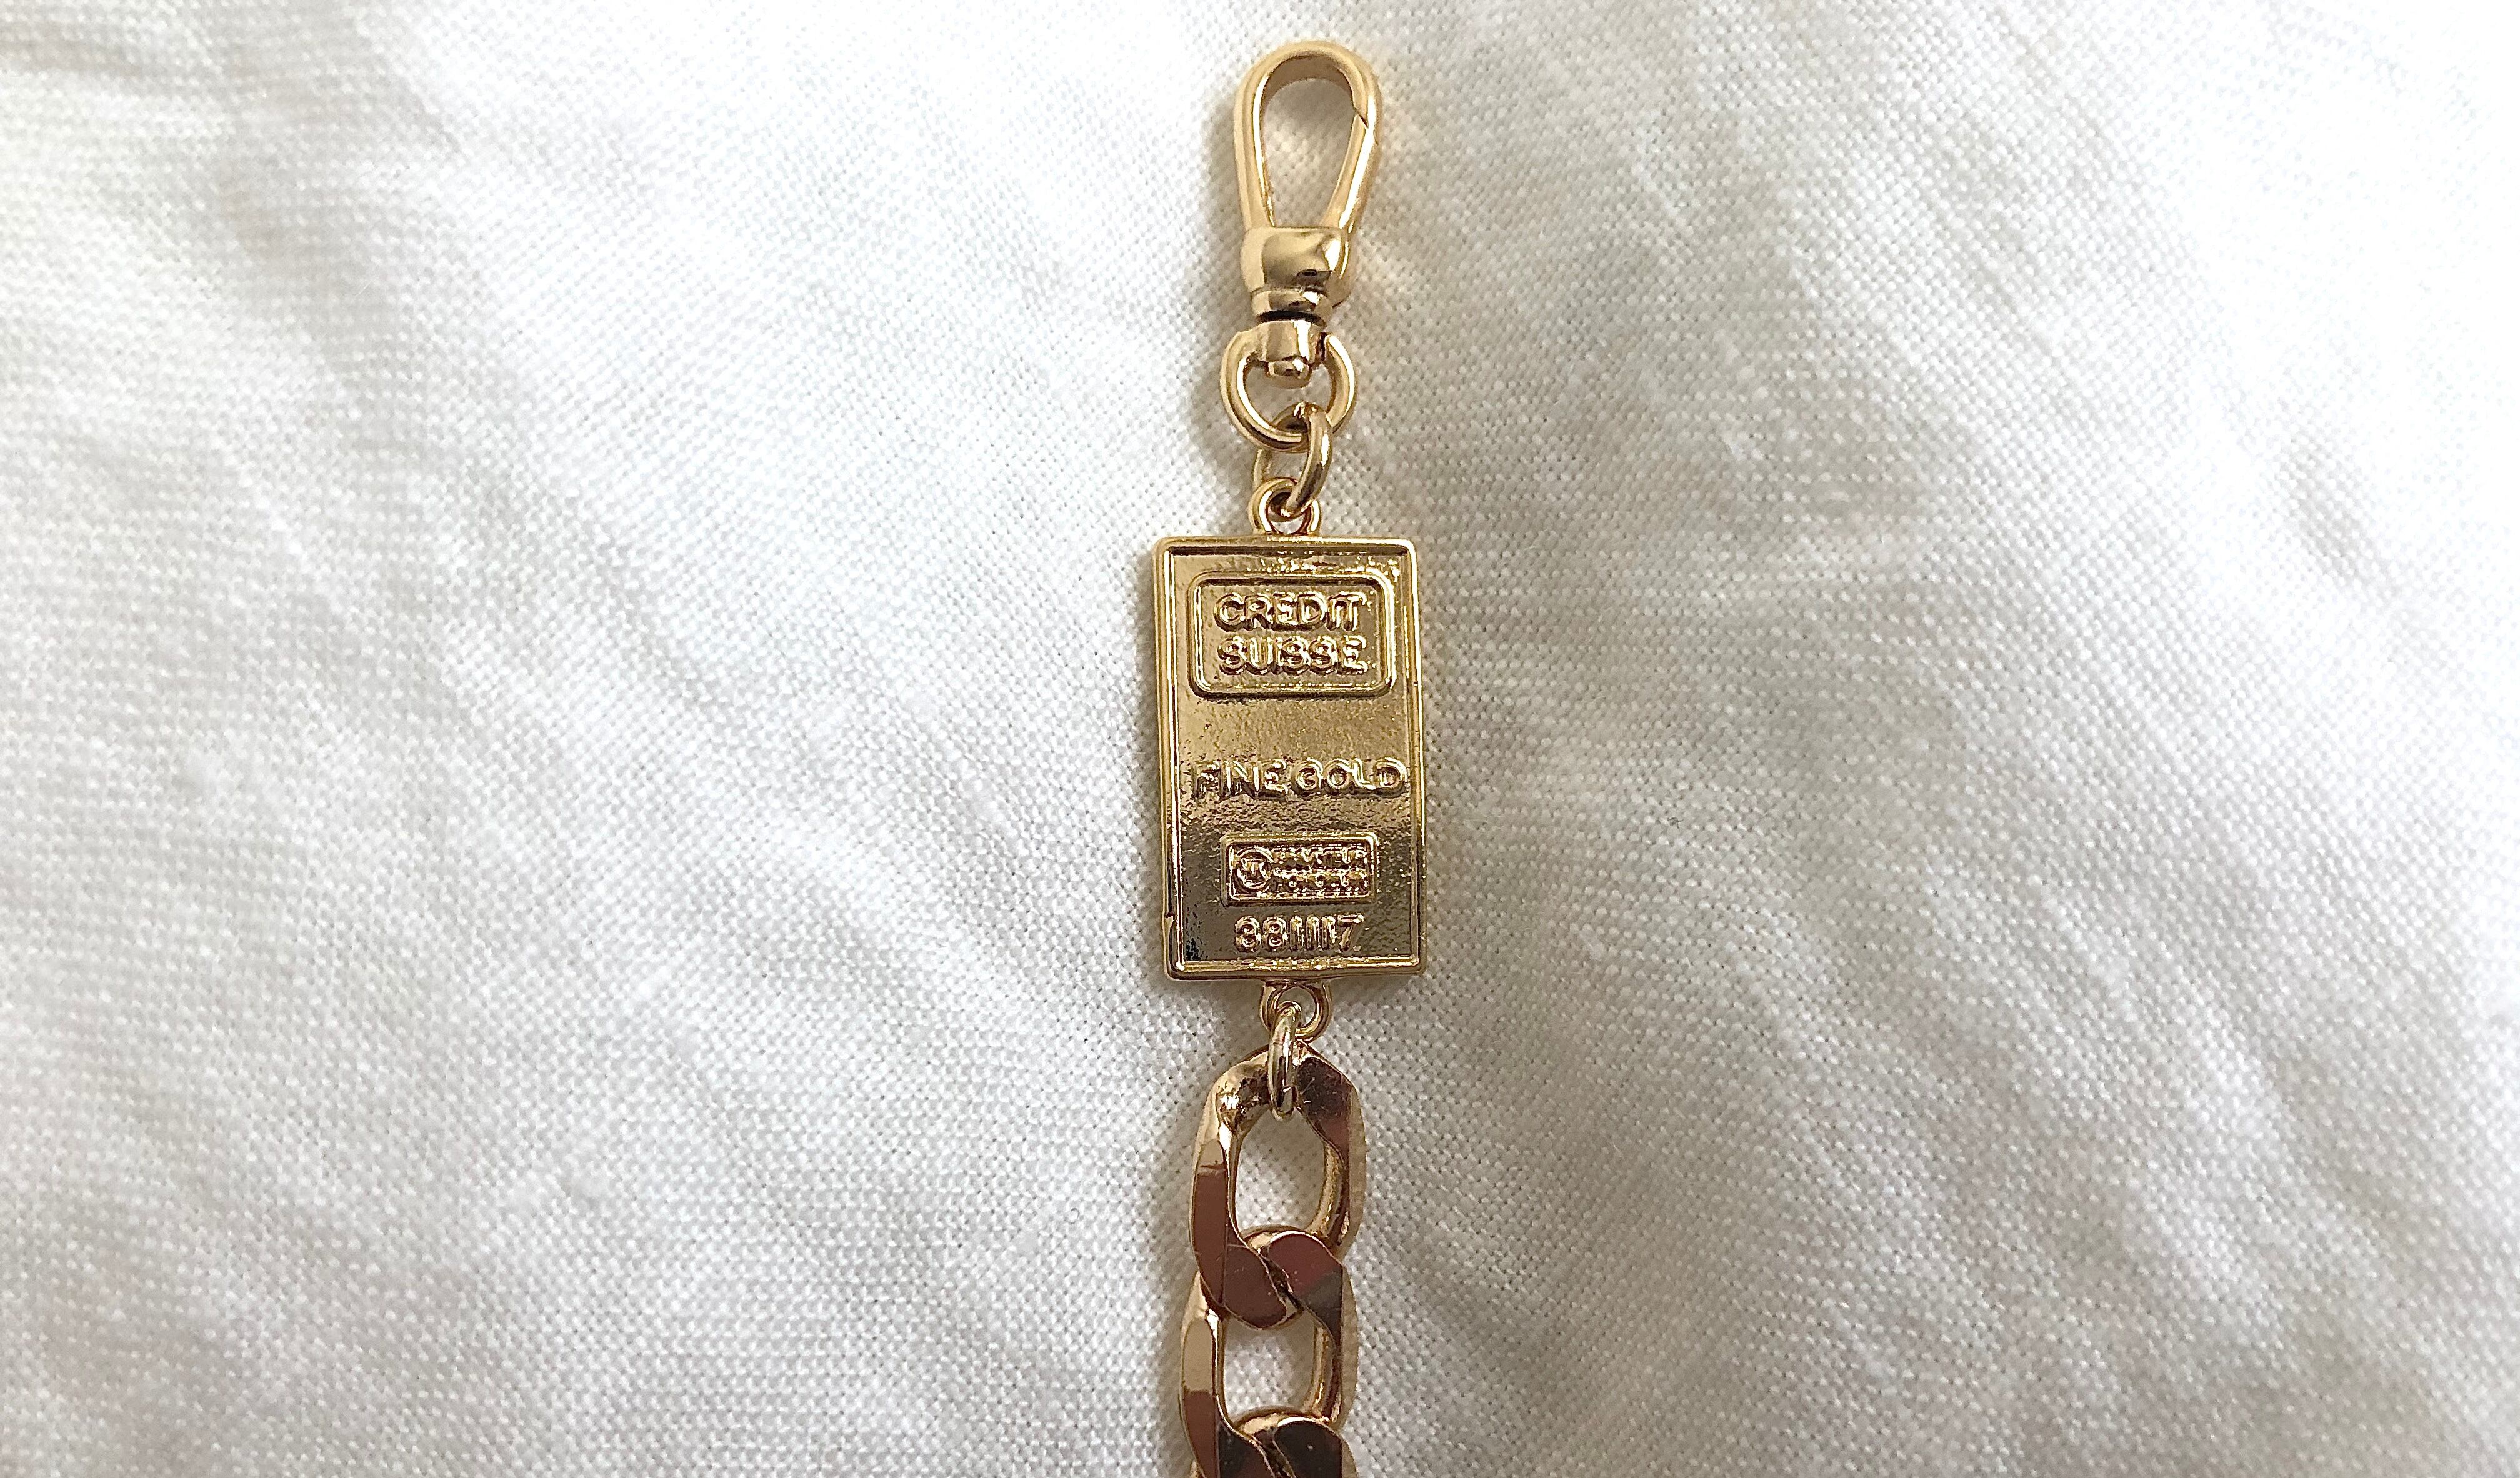 CREDIT
SUISSE
FINE GOLD
381117